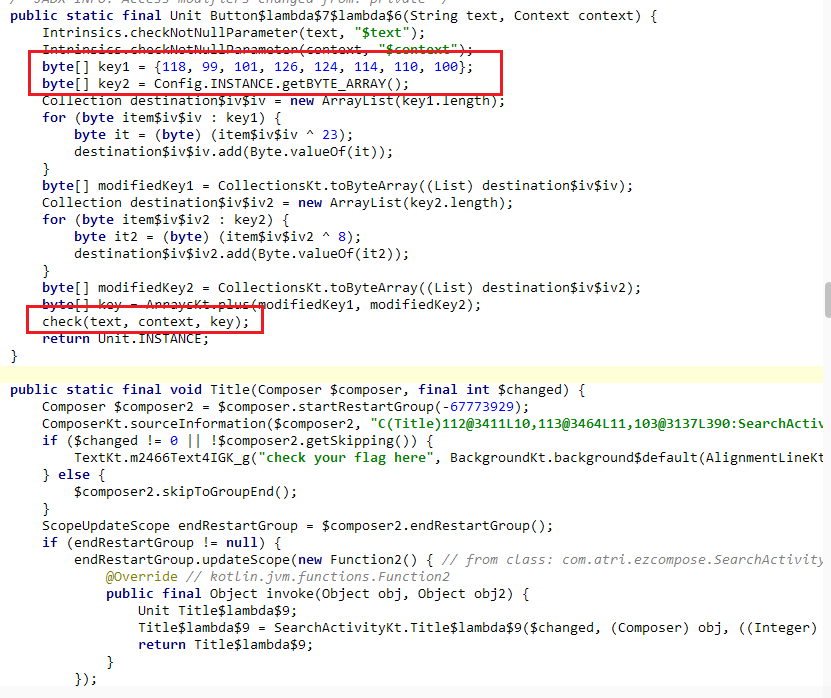 /* JADX INFO: Access modifiers changed from: private */
public static final Unit Button$lambda$7$lambda$6(String text, Context context) {
Intrinsics.checkNotNullParameter(text, "$text");
Intrinsics.checkNotNullParameter(context, "$context");
byte[] key1 = {118, 99, 101, 126, 124, 114, 110, 100};
byte[] key2 = Config.INSTANCE.getBYTE_ARRAY();
Collection destination$iv$iv = new ArrayList(key1.length);
for (byte item$iv$iv : key1) {
byte it = (byte) (item$iv$iv ^ 23);
destination$iv$iv.add(Byte.valueOf(it));
}
byte[] modifiedKey1 = CollectionsKt.toByteArray((List) destination$iv$iv);
Collection destination$iv$iv2 = new ArrayList(key2.length);
for (byte item$iv$iv2 : key2) {
byte it2 = (byte) (item$iv$iv2 ^ 8);
destination$iv$iv2.add(Byte.valueOf(it2));
}
byte[] modifiedKey2 = CollectionsKt.toByteArray((List) destination$iv$iv2);
byte[] key = ArraysKt.plus(modifiedKey1, modifiedKey2);
check(text, context, key);
return Unit.INSTANCE;
}
public static final void Title(Composer $composer, final int $changed) {
Composer $composer2 = $composer.startRestartGroup(-67773929);
ComposerKt.sourceInformation($composer2, "C(Title)112@3411L10,113@3464L11,103@3137L390:SearchActiv
if ($changed != 0 || !$composer2.getSkipping()) {
TextKt.m2466Text4IGK_g("check your flag here", BackgroundKt.background$default(AlignmentLineKt
} else {
$composer2.skipToGroupEnd();
}
ScopeUpdateScope endRestartGroup = $composer2.endRestartGroup();
if (endRestartGroup != null) {
endRestartGroup.updateScope(new Function2() { // from class: com.atri.ezcompose.SearchActivity
@Override // kotlin.jvm.functions.Function2
public final Object invoke(Object obj, Object obj2) {
Unit Title$lambda$9;
Title$lambda$9 = SearchActivityKt.Title$lambda$9($changed, (Composer) obj, ((Integer)
return Title$lambda$9;
}
});